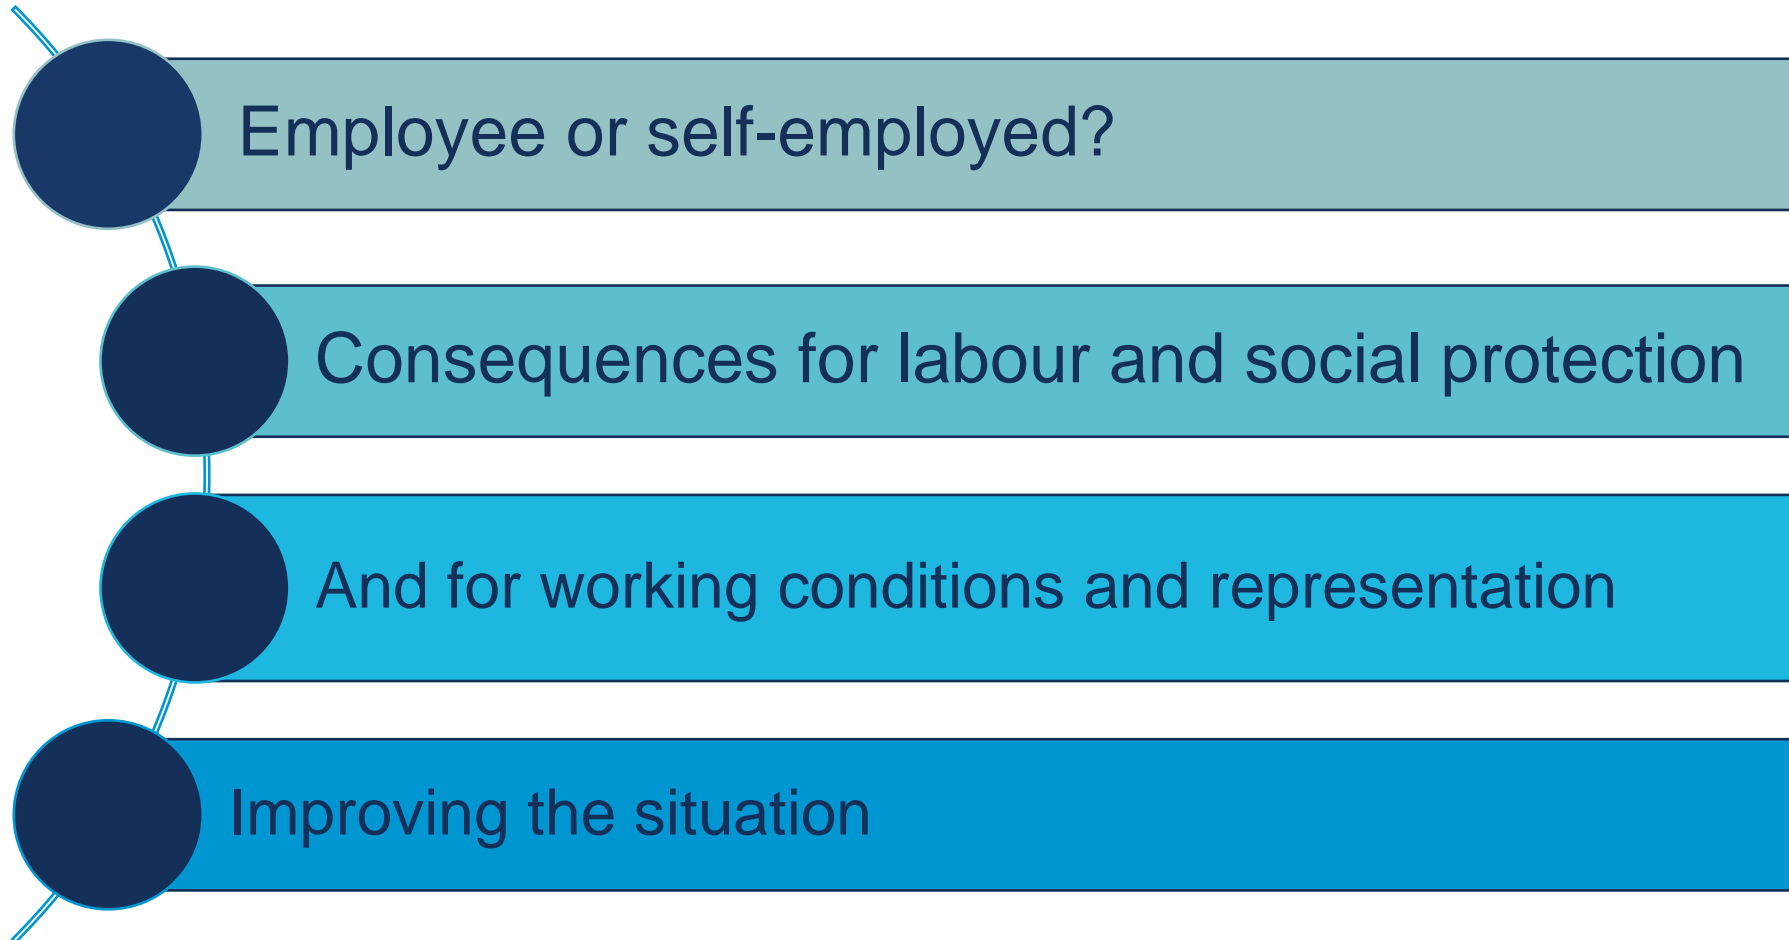 Employee or self-employed?
Consequences for labour and social protection
And for working conditions and representation
Improving the situation